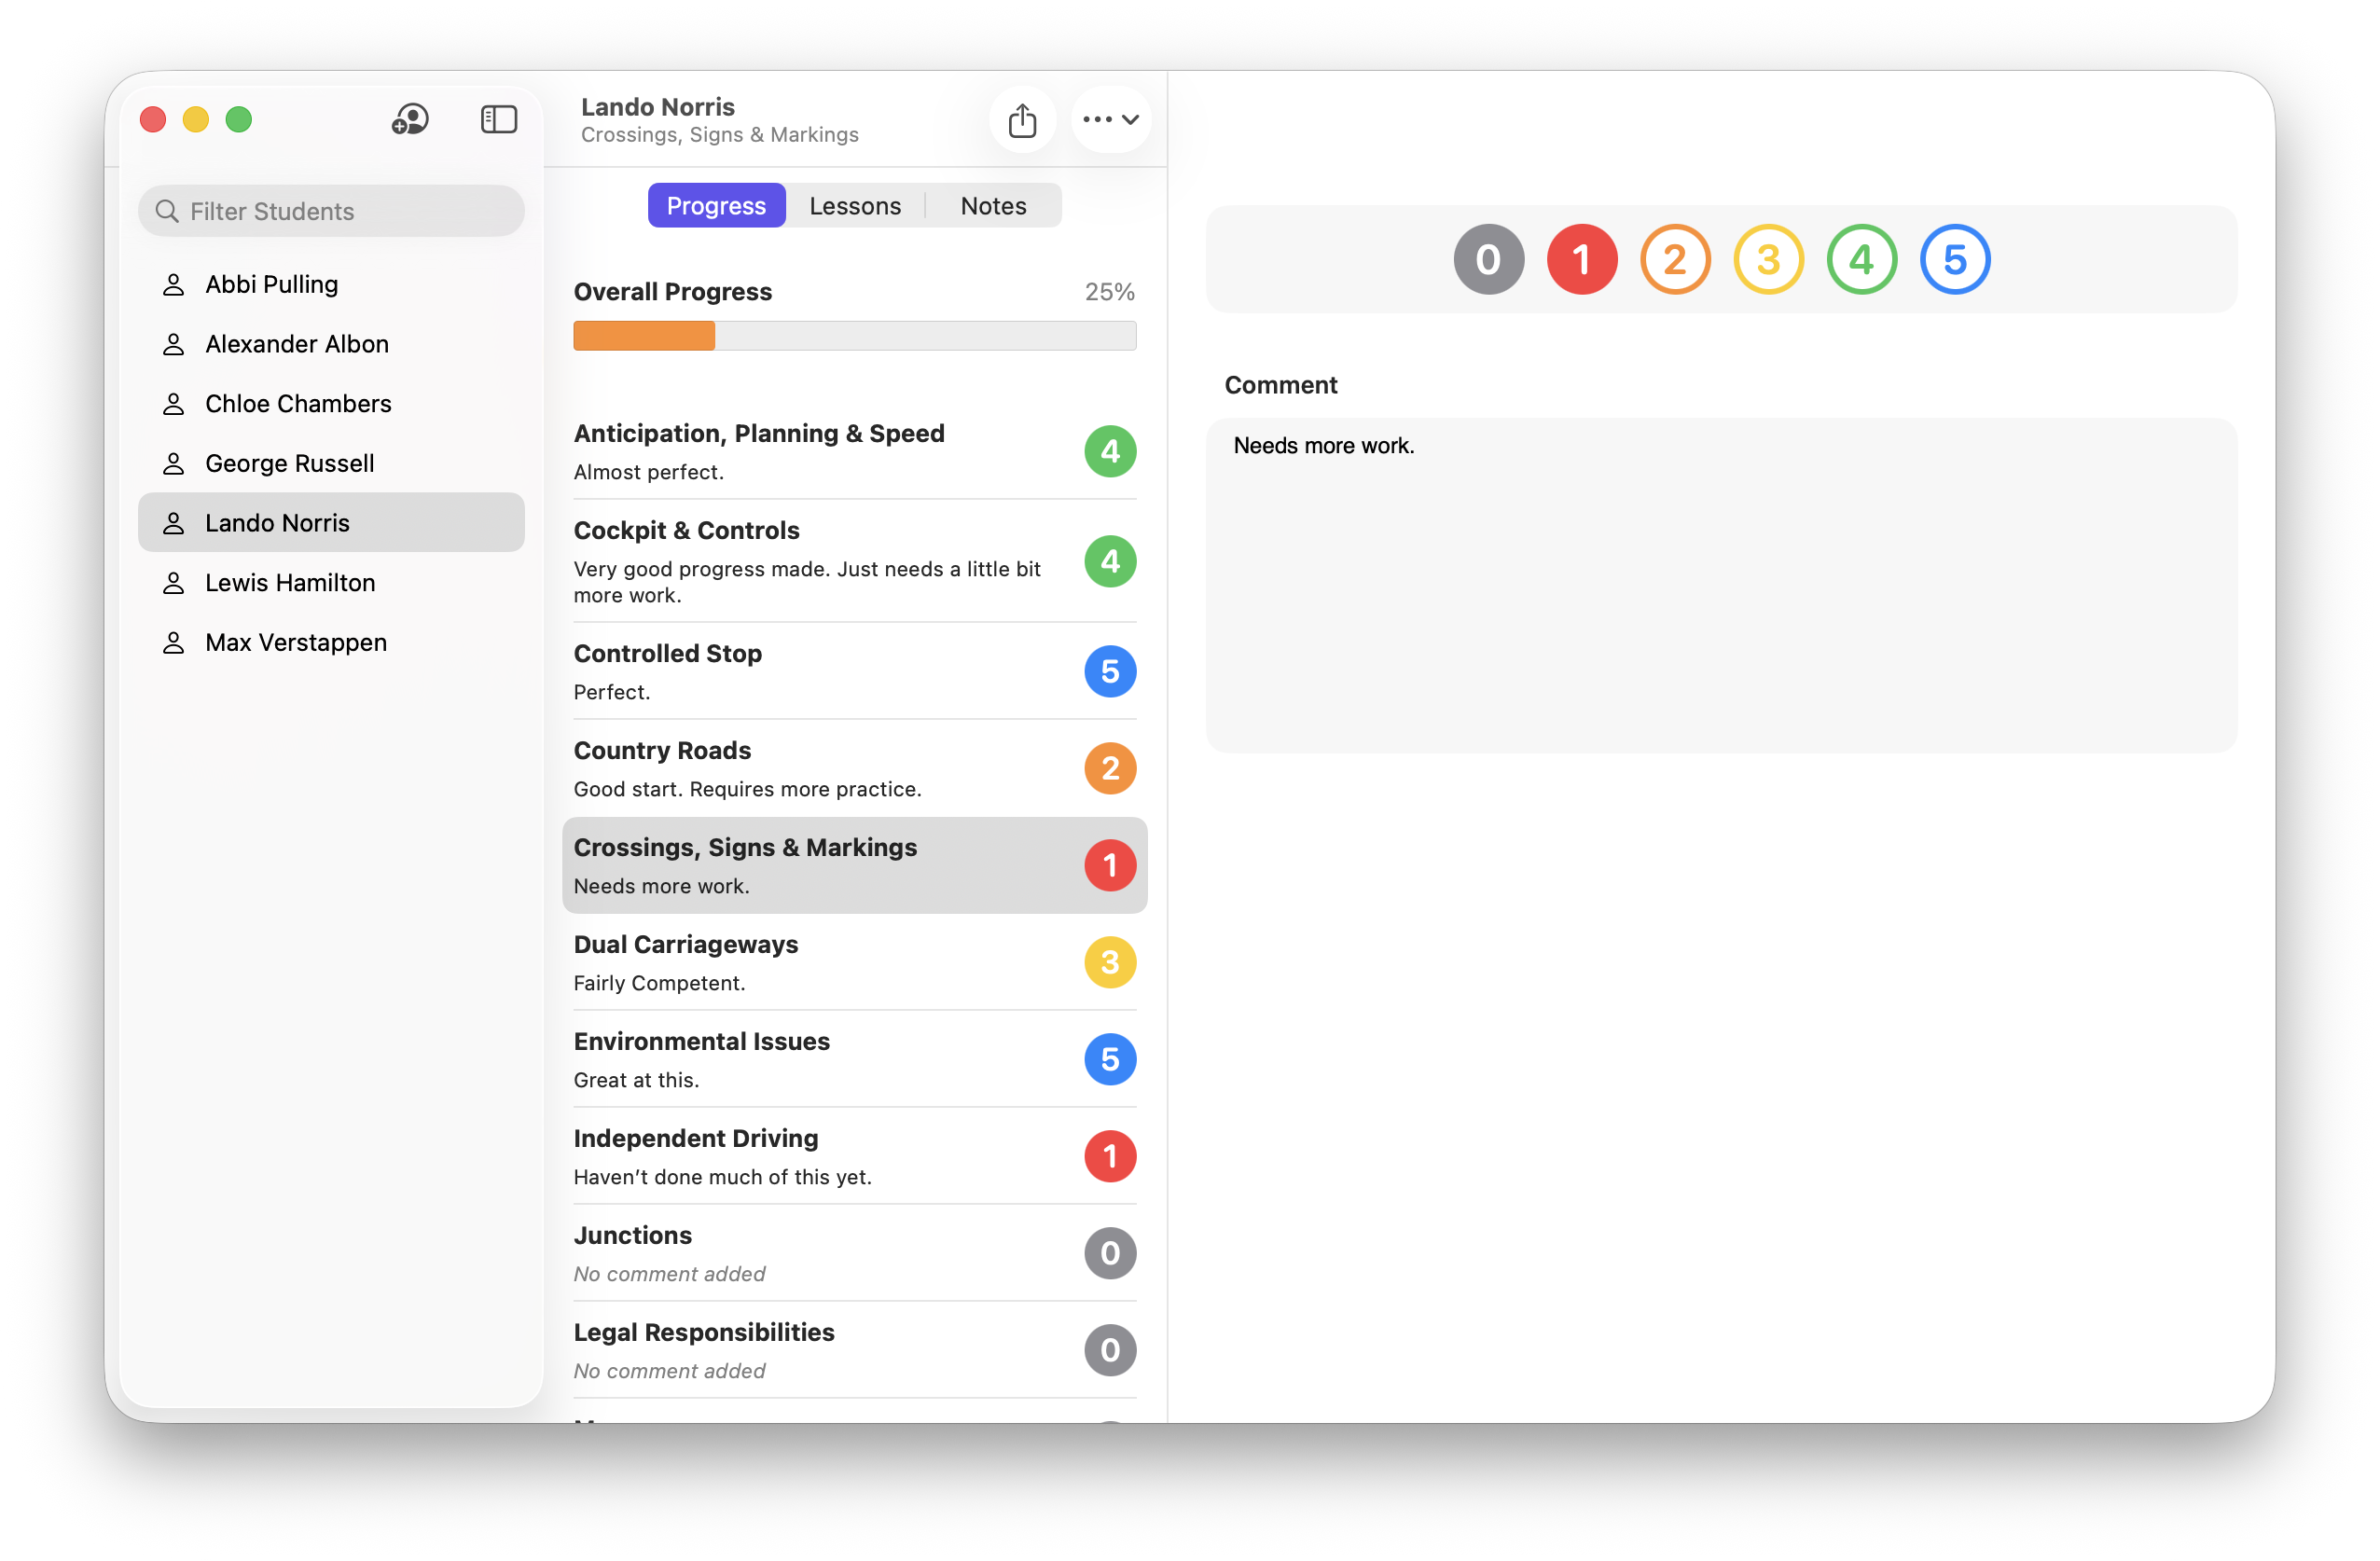 Filter Students
Abbi Pulling
Alexander Albon
Chloe Chambers
George Russell
Lando Norris
Lewis Hamilton
Max Verstappen
Lando Norris
Crossings, Signs & Markings
Progress
Lessons
Notes
Overall Progress
25%
Anticipation, Planning & Speed
Almost perfect.
4
Cockpit & Controls
Very good progress made. Just needs a little bit
more work.
4
Controlled Stop
Perfect.
5
Country Roads
Good start. Requires more practice.
2
Crossings, Signs & Markings
Needs more work.
1
Dual Carriageways
Fairly Competent.
3
Environmental Issues
Great at this.
5
Independent Driving
Haven’t done much of this yet.
1
Junctions
No comment added
0
Legal Responsibilities
No comment added
0
0 1 2 3 4 5
Comment
Needs more work.